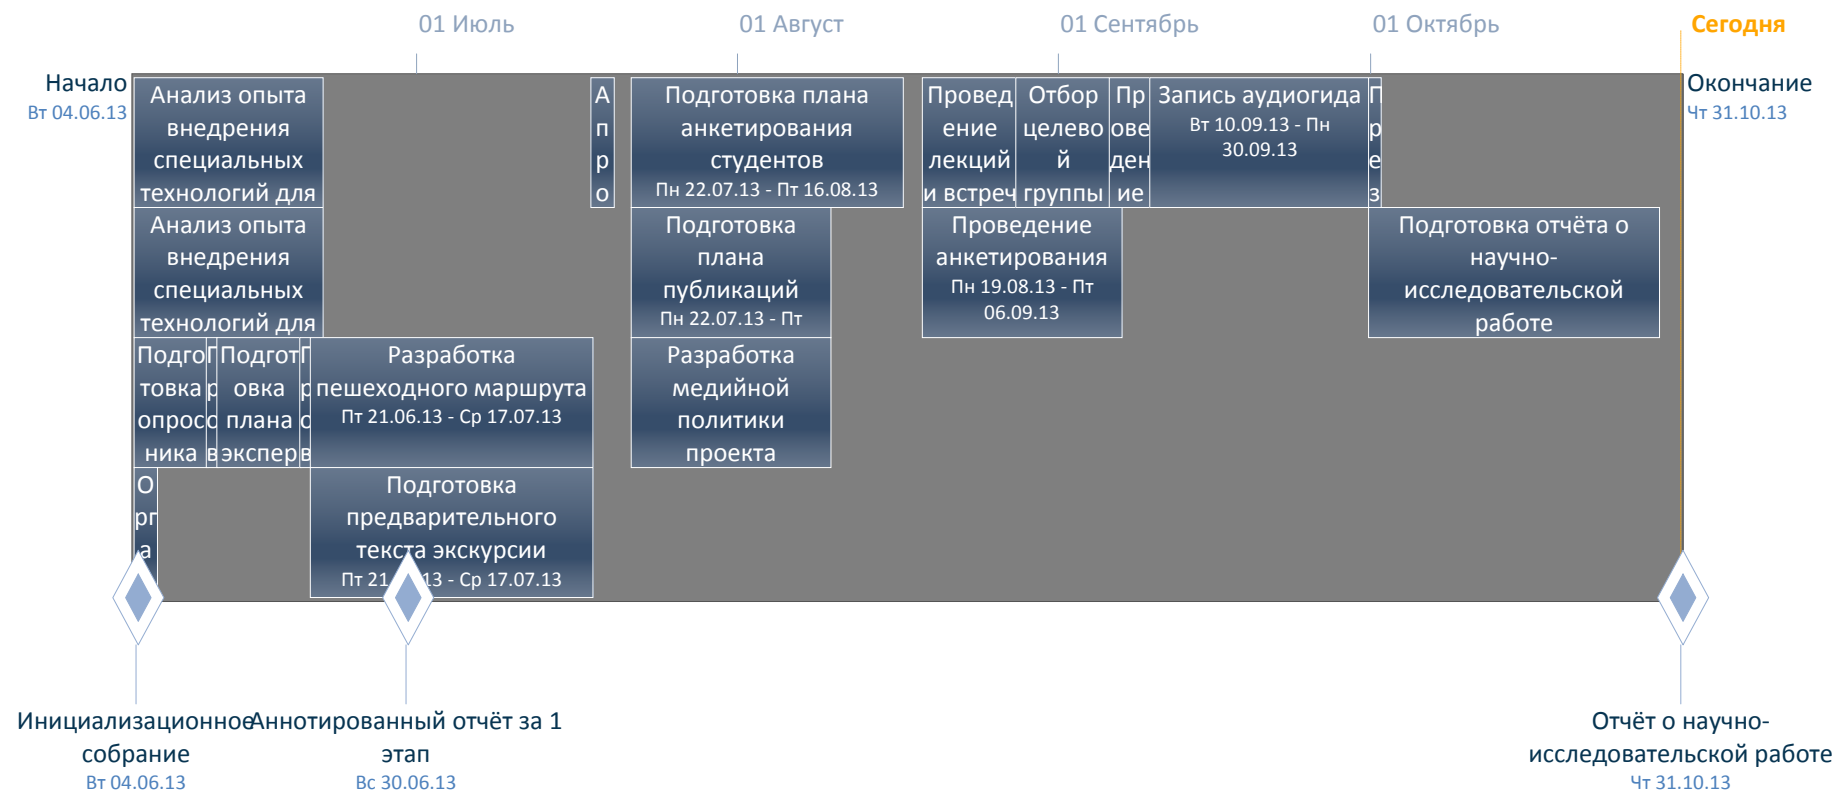 01 Июль
01 Август
01 Сентябрь
01 Октябрь
Сегодня
Начало
Вт 04.06.13
Окончание
Чт 31.10.13
Анализ опыта
внедрения
специальных
технологий для
А
п
р
о
Подготовка плана
анкетирования
студентов
Пн 22.07.13 - Пт 16.08.13
Провед
ение
лекций
и встреч
Отбор
целево
й
группы
Пр
ове
ден
ие
Запись аудиогида
Вт 10.09.13 - Пн
30.09.13
П
р
е
з
Анализ опыта
внедрения
специальных
технологий для
Подготовка
плана
публикаций
Пн 22.07.13 - Пт
Проведение
анкетирования
Пн 19.08.13 - Пт
06.09.13
Подготовка отчёта о
научно-
исследовательской
работе
Подго
товка
опрос
ника
П
р
о
в
Подгот
овка
плана
экспер
П
р
о
в
Разработка
пешеходного маршрута
Пт 21.06.13 - Ср 17.07.13
Разработка
медийной
политики
проекта
О
рг
а
Подготовка
предварительного
текста экскурсии
Пт 21. 13 - Ср 17.07.13
Инициализационное
собрание
Вт 04.06.13
Аннотированный отчёт за 1
этап
Вс 30.06.13
Отчёт о научно-
исследовательской работе
Чт 31.10.13